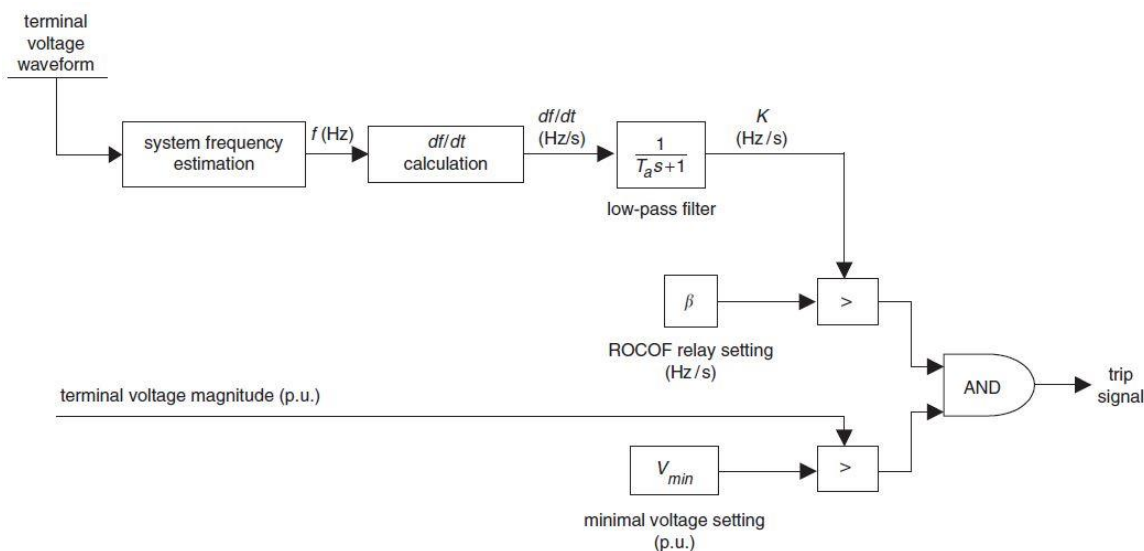 terminal
voltage
waveform
system frequency
estimation
f (Hz)
df/dt
calculation
df/dt
(Hz/s)
1
Tas+1
low-pass filter
K
(Hz/s)
β
>
ROCOF relay setting
(Hz/s)
terminal voltage magnitude (p.u.)
AND
trip
signal
Vmin
>
minimal voltage setting
(p.u.)